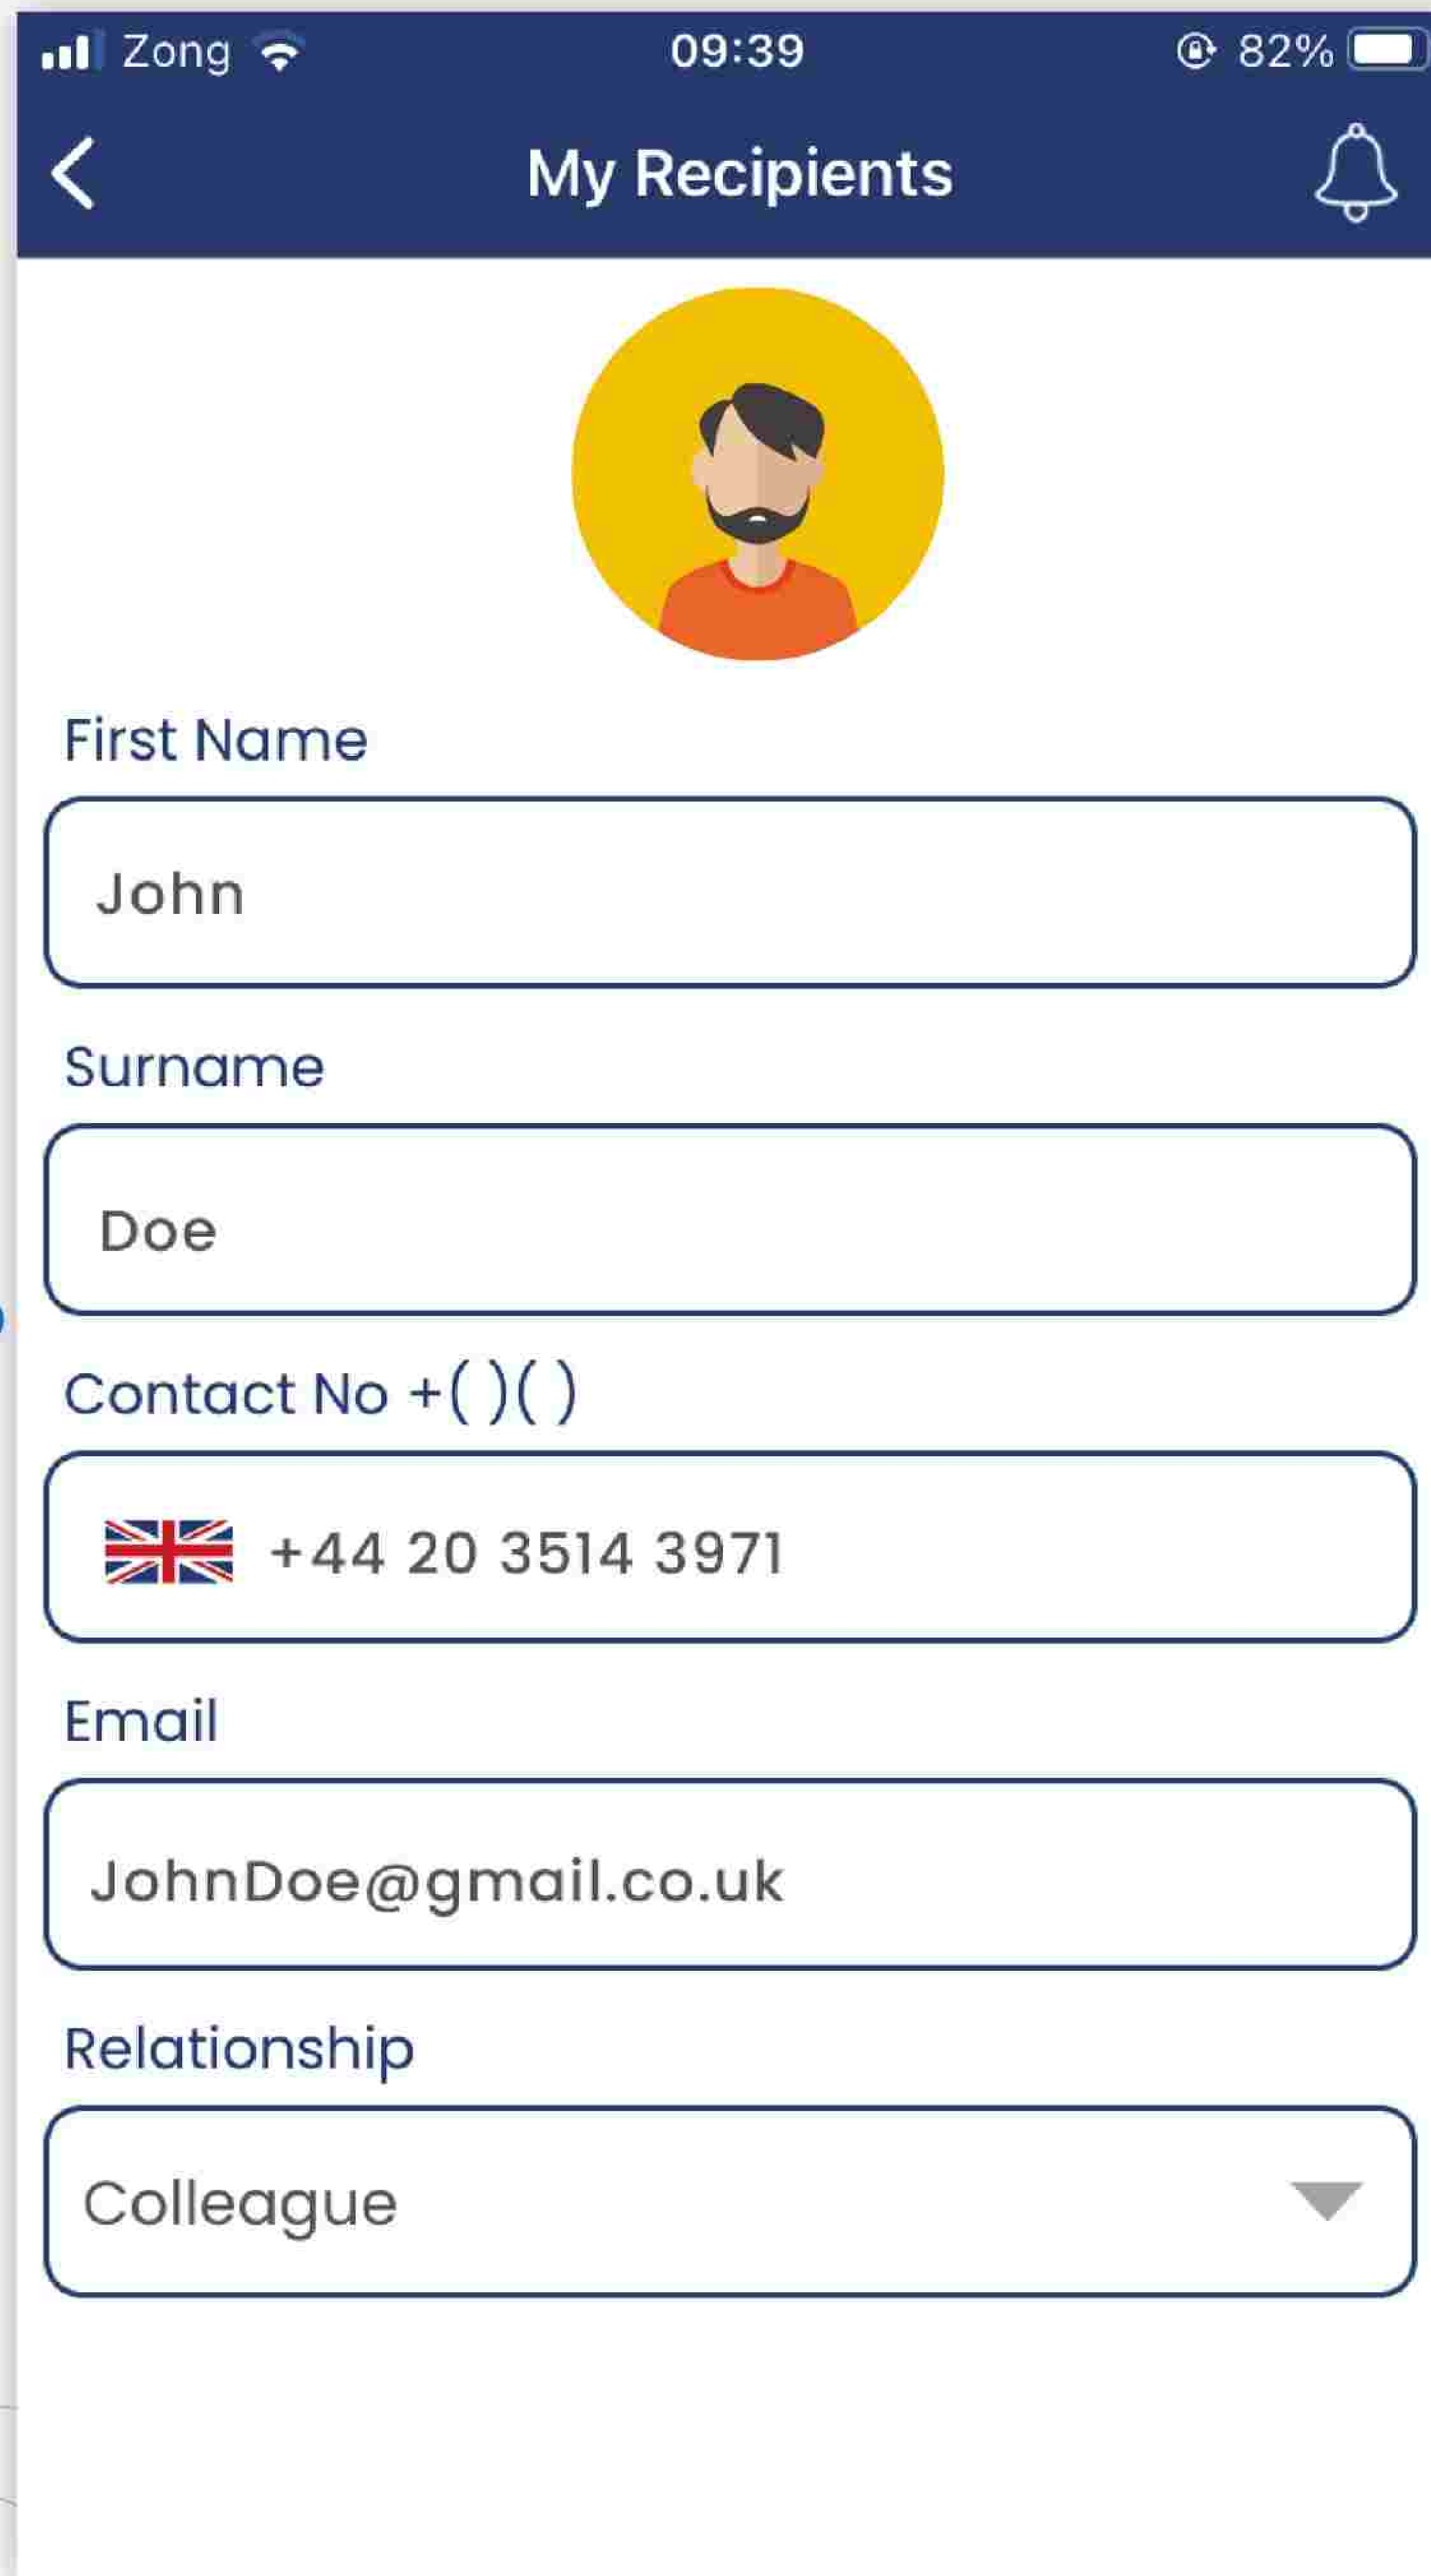 Zong 09:39 82%
My Recipients
First Name
John
Surname
Doe
Contact No +( )( )
+44 20 3514 3971
Email
JohnDoe@gmail.co.uk
Relationship
Colleague